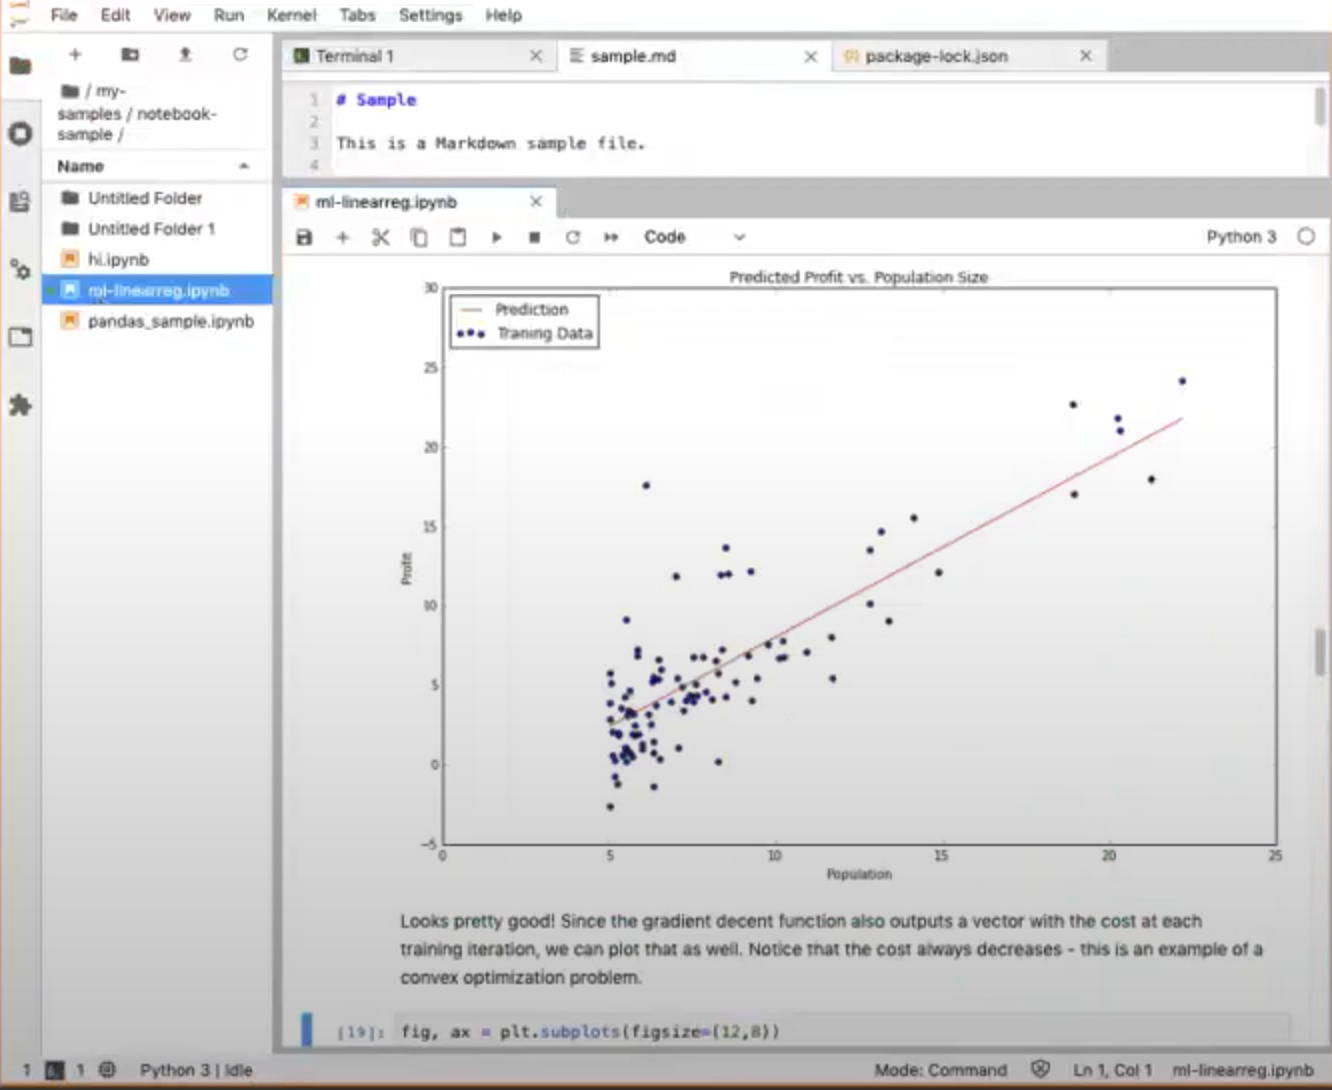 File Edit View Run Kernel Tabs Settings Help
/ my-
samples / notebook-
sample /
Name
Untitled Folder
Untitled Folder 1
hi.ipynb
ml-linearreg.ipynb
pandas_sample.ipynb
Terminal 1
sample.md
package-lock.json
1 # Sample
2
3 This is a Markdown sample file.
4
ml-linearreg.ipynb
Code
Python 3
Predicted Profit vs. Population Size
Prediction
Traning Data
30
25
20
15
10
5
0
−5
Profit
0 5 10 15 20 25
Population
Looks pretty good! Since the gradient decent function also outputs a vector with the cost at each
training iteration, we can plot that as well. Notice that the cost always decreases - this is an example of a
convex optimization problem.
[19]: fig, ax = plt.subplots(figsize=(12,8))
1 1 Python 3 | Idle
Mode: Command Ln 1, Col 1 ml-linearreg.ipynb